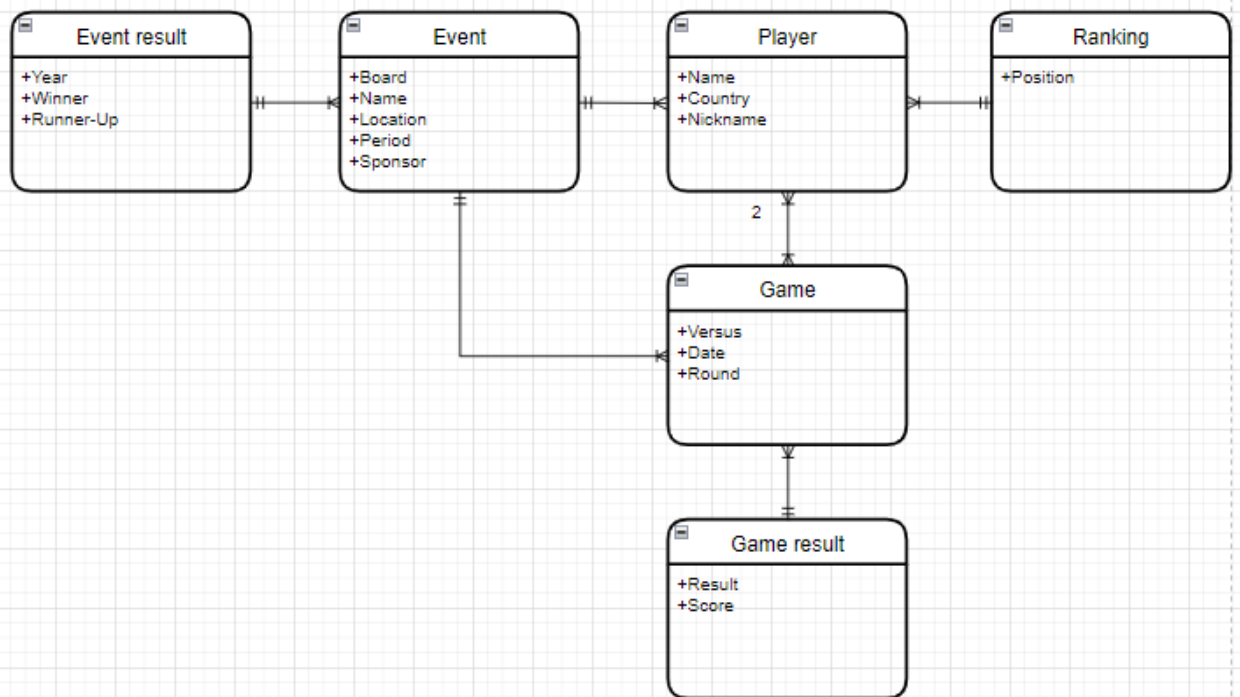 Event result
+Year
+Winner
+Runner-Up
Event
+Board
+Name
+Location
+Period
+Sponsor
Player
+Name
+Country
+Nickname
Ranking
+Position
2
Game
+Versus
+Date
+Round
Game result
+Result
+Score